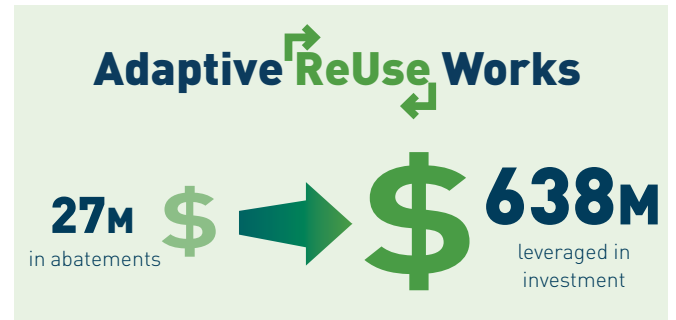 Adaptive ReUse Works
27M $
in abatements
$ 638M
leveraged in
investment